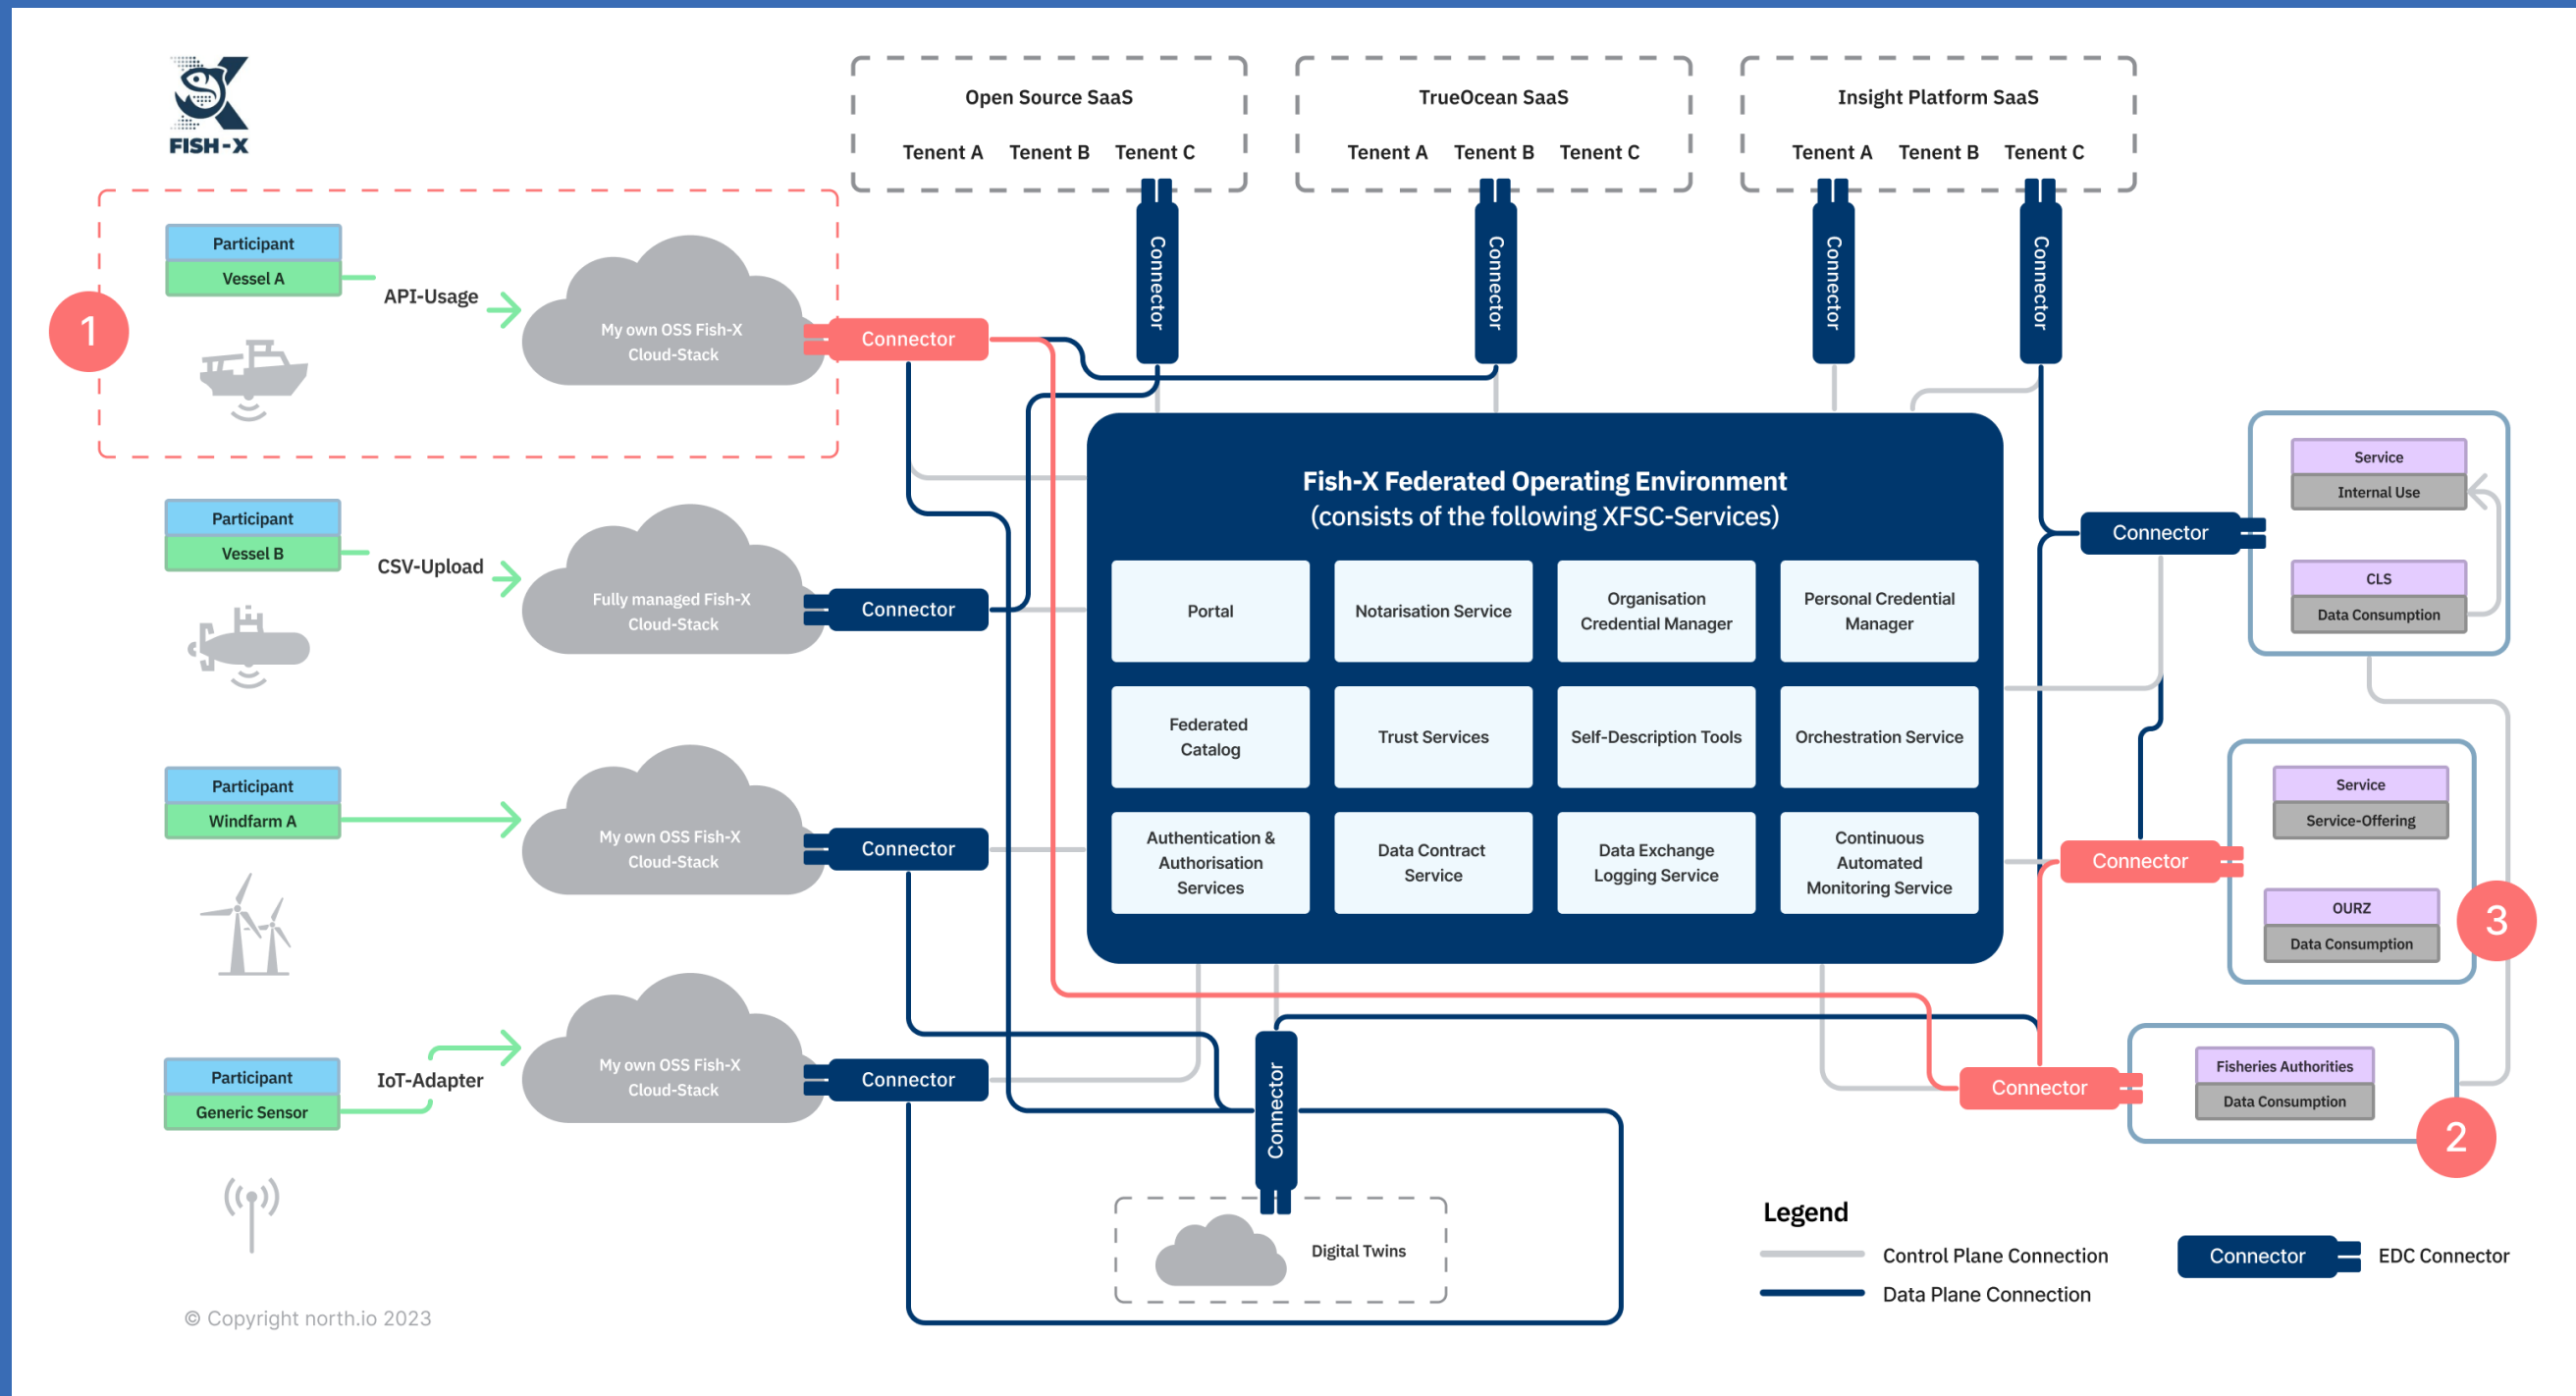 FISH-X
Open Source SaaS
Tenent A Tenent B Tenent C
TrueOcean SaaS
Tenent A Tenent B Tenent C
Insight Platform SaaS
Tenent A Tenent B Tenent C
Connector
Connector
Connector
Connector
1
Participant
Vessel A
API-Usage
My own OSS Fish-X
Cloud-Stack
Connector
Participant
Vessel B
CSV-Upload
Fully managed Fish-X
Cloud-Stack
Connector
Participant
Windfarm A
My own OSS Fish-X
Cloud-Stack
Connector
Participant
Generic Sensor
IoT-Adapter
My own OSS Fish-X
Cloud-Stack
Connector
Fish-X Federated Operating Environment
(consists of the following XFSC-Services)
Portal
Notarisation Service
Organisation
Credential Manager
Personal Credential
Manager
Federated
Catalog
Trust Services
Self-Description Tools
Orchestration Service
Authentication &
Authorisation
Services
Data Contract
Service
Data Exchange
Logging Service
Continuous
Automated
Monitoring Service
Connector
Service
Internal Use
CLS
Data Consumption
Connector
Service
Service-Offering
OURZ
Data Consumption
3
Connector
Fisheries Authorities
Data Consumption
2
Connector
Digital Twins
Legend
Control Plane Connection
Data Plane Connection
Connector
EDC Connector
© Copyright north.io 2023